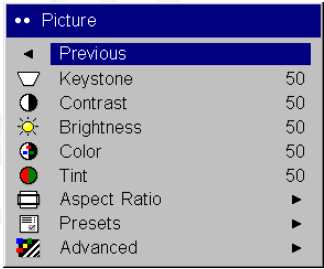 •• Picture
Previous
Keystone 50
Contrast 50
Brightness 50
Color 50
Tint 50
Aspect Ratio
Presets
Advanced